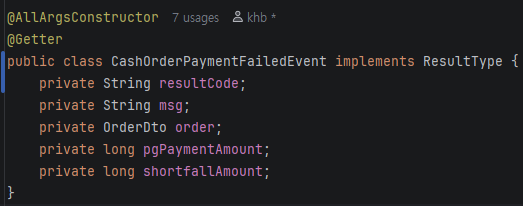 @AllArgsConstructor 7 usages khb *
@Getter
public class CashOrderPaymentFailedEvent implements ResultType {
    private String resultCode;
    private String msg;
    private OrderDto order;
    private long pgPaymentAmount;
    private long shortfallAmount;
}